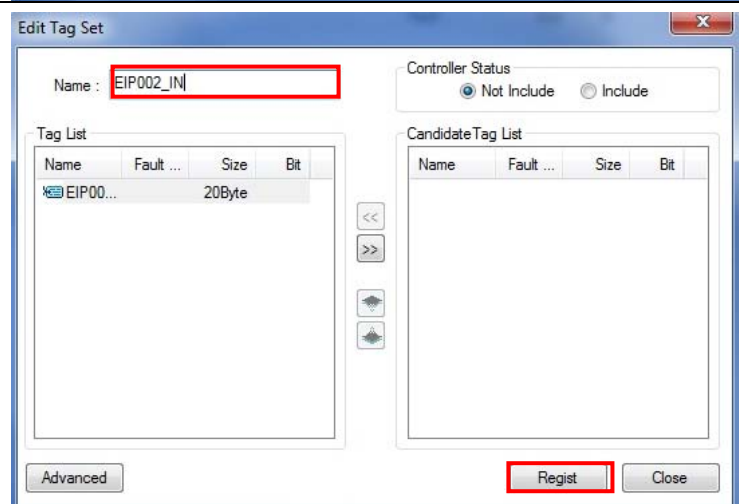 Edit Tag Set
Name : EIP002_IN
Controller Status
Not Include Include
Tag List
Name Fault ... Size Bit
EIP00... 20Byte
Candidate Tag List
Name Fault ... Size Bit
<<
>>
Advanced
Regist Close